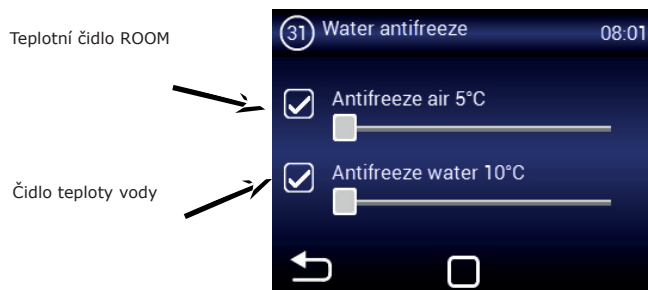 Teplotní čidlo ROOM
31 Water antifreeze 08:01
Antifreeze air 5°C
Antifreeze water 10°C
Čidlo teploty vody